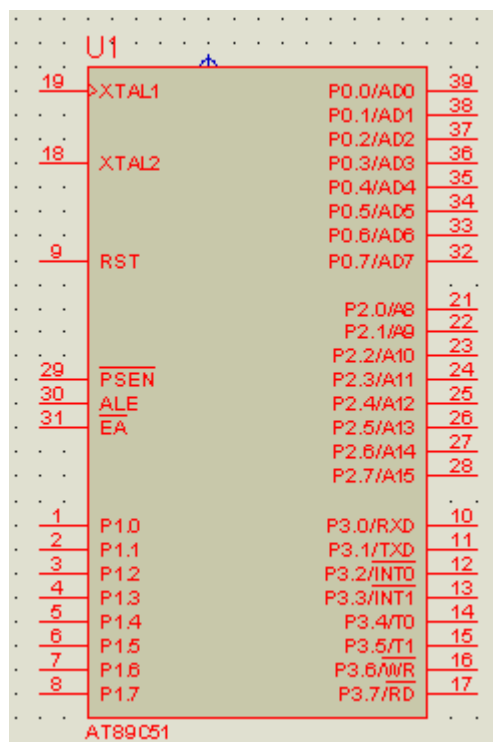 U1
19 XTAL1 P0.0/AD0 39
P0.1/AD1 38
P0.2/AD2 37
18 XTAL2 P0.3/AD3 36
P0.4/AD4 35
P0.5/AD5 34
P0.6/AD6 33
9 RST P0.7/AD7 32
P2.0/A8 21
P2.1/A9 22
P2.2/A10 23
29 PSEN P2.3/A11 24
30 ALE P2.4/A12 25
31 EA P2.5/A13 26
P2.6/A14 27
P2.7/A15 28
1 P1.0 P3.0/RXD 10
2 P1.1 P3.1/TXD 11
3 P1.2 P3.2/INT0 12
4 P1.3 P3.3/INT1 13
5 P1.4 P3.4/T0 14
6 P1.5 P3.5/T1 15
7 P1.6 P3.6/WR 16
8 P1.7 P3.7/RD 17
AT89C51